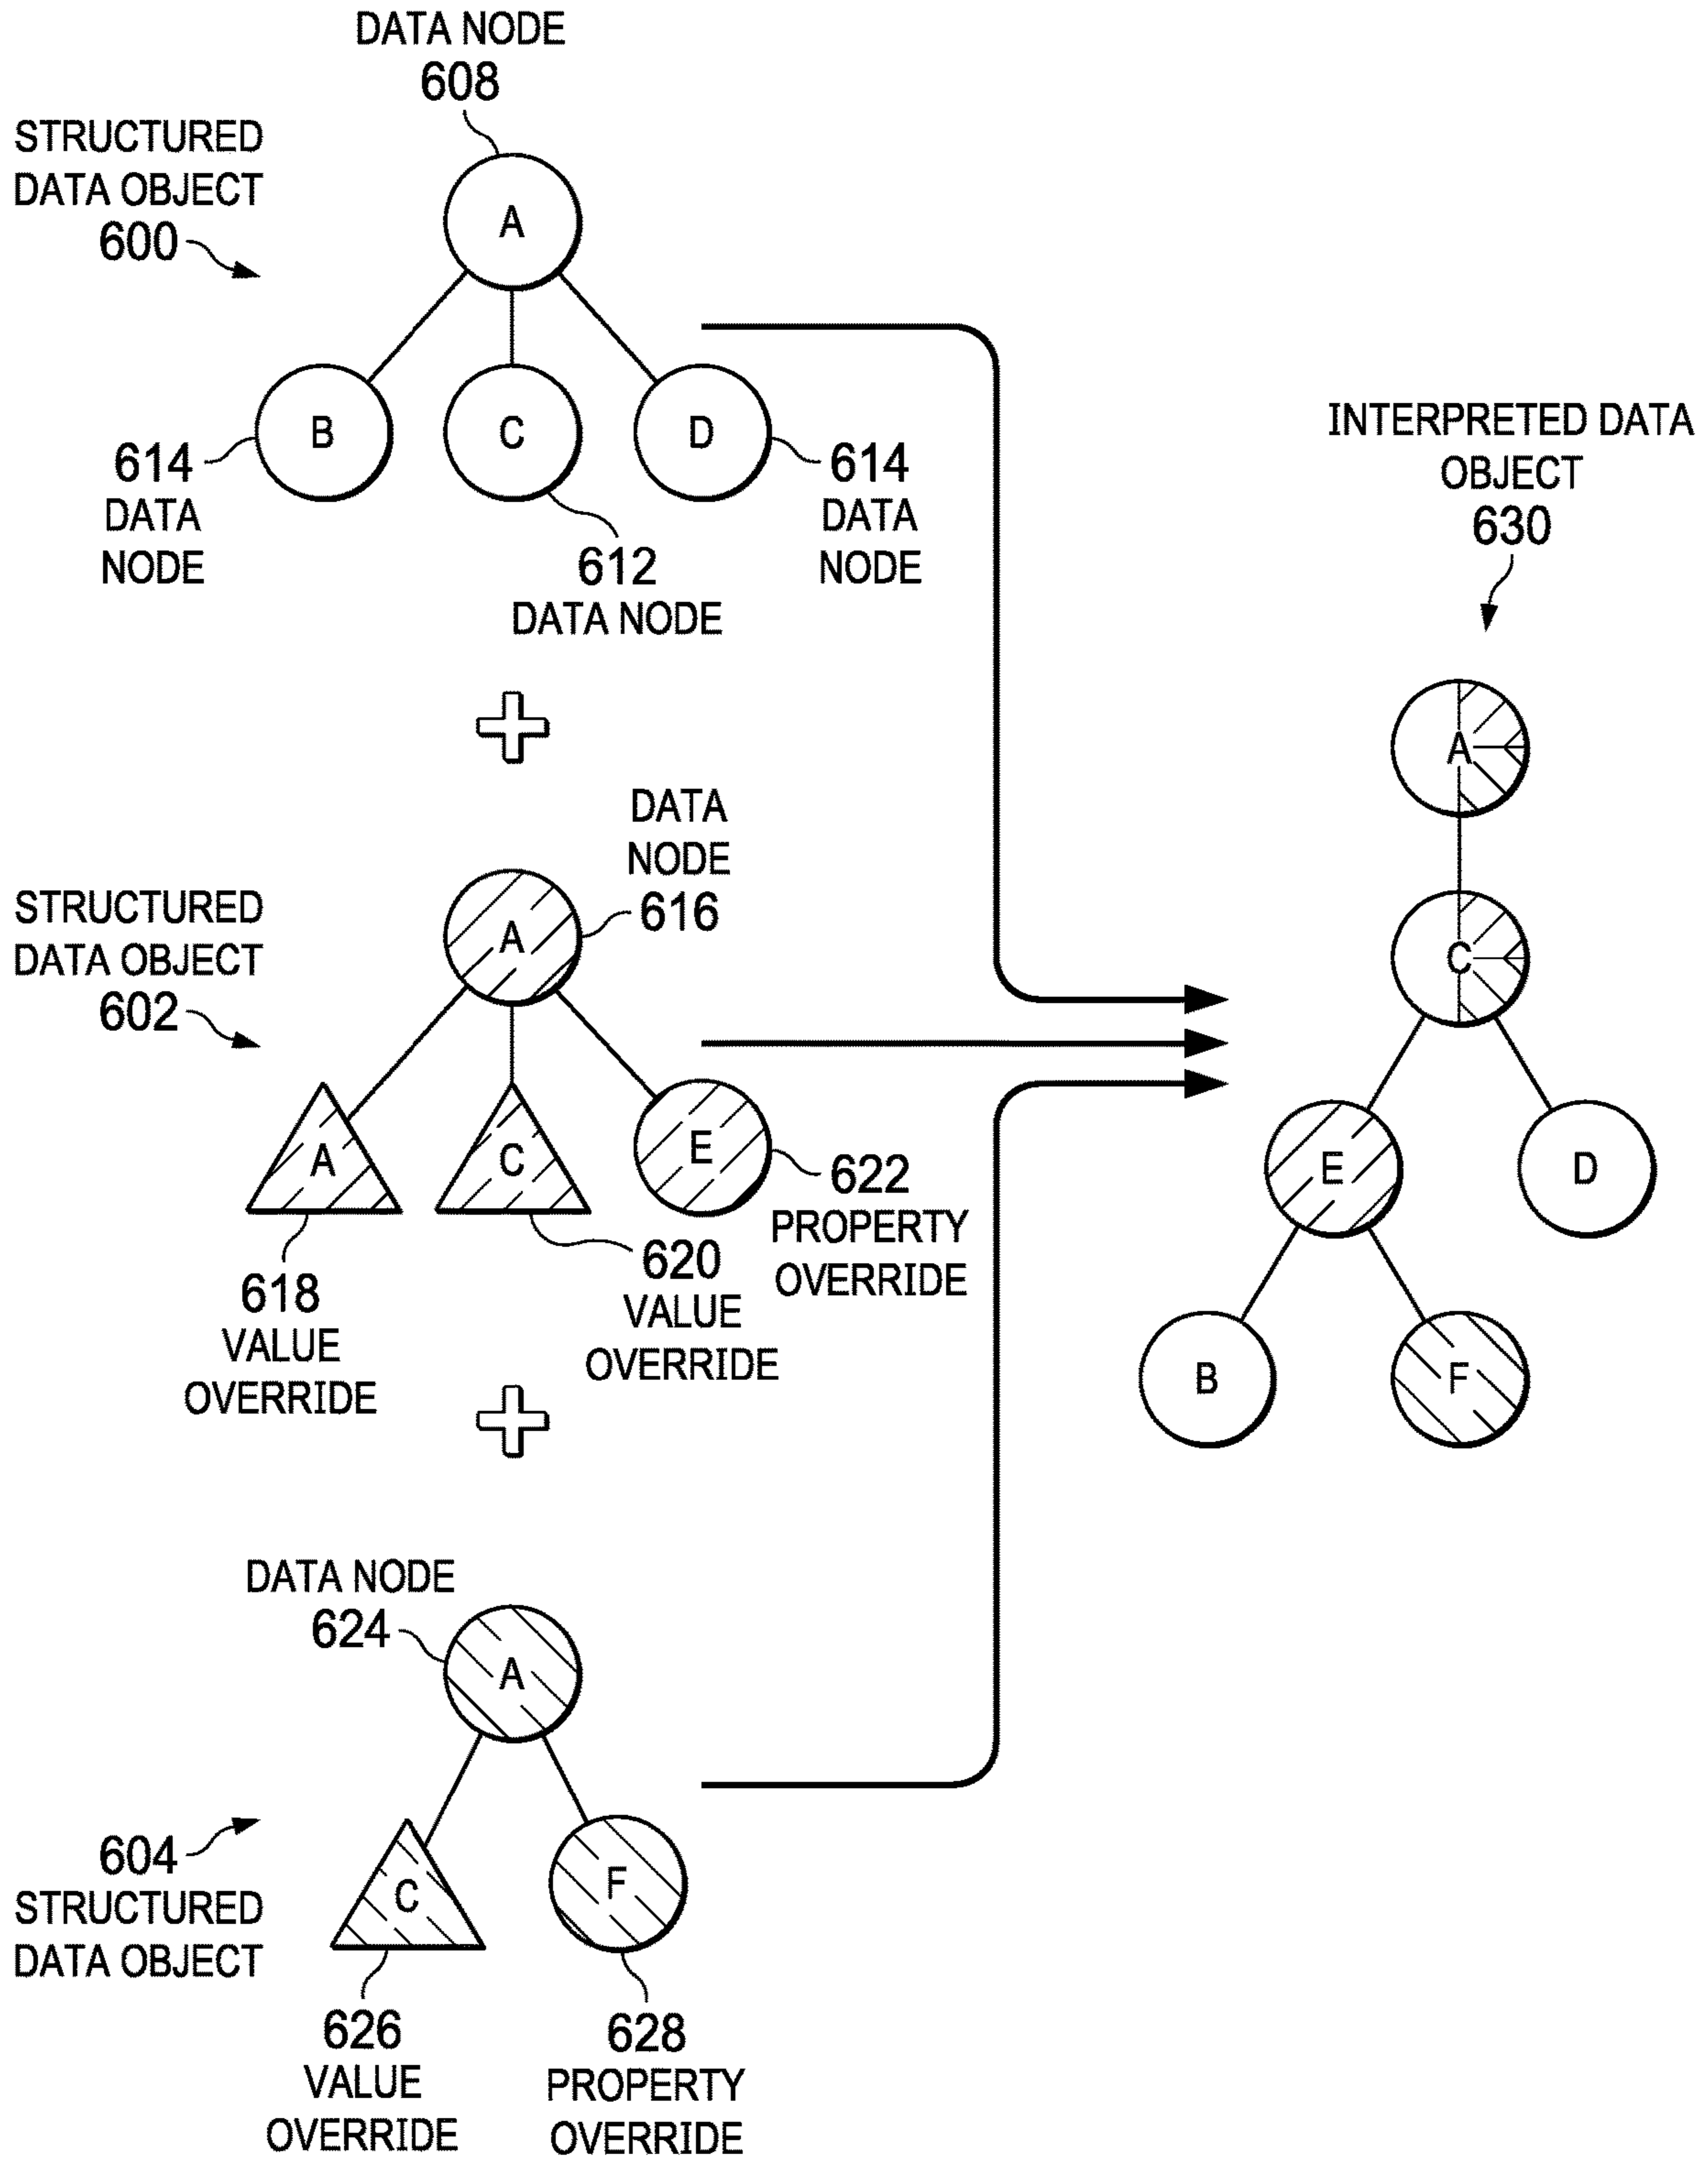 DATA NODE
608
STRUCTURED
DATA OBJECT
600
A
B
C
D
614
DATA
NODE
612
DATA NODE
614
DATA
NODE
INTERPRETED DATA
OBJECT
630
DATA
NODE
616
STRUCTURED
DATA OBJECT
602
A
A
C
E
622
PROPERTY
OVERRIDE
618
VALUE
OVERRIDE
620
VALUE
OVERRIDE
A
C
E
D
B
F
DATA NODE
624
A
604
STRUCTURED
DATA OBJECT
C
F
626
VALUE
OVERRIDE
628
PROPERTY
OVERRIDE